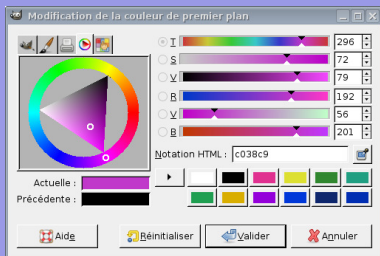 Modification de la couleur de premier plan
T 296
S 72
V 79
R 192
V 56
B 201
Notation HTML : c038c9
Actuelle :
Précédente :
Aide Réinitialiser Valider Annuler